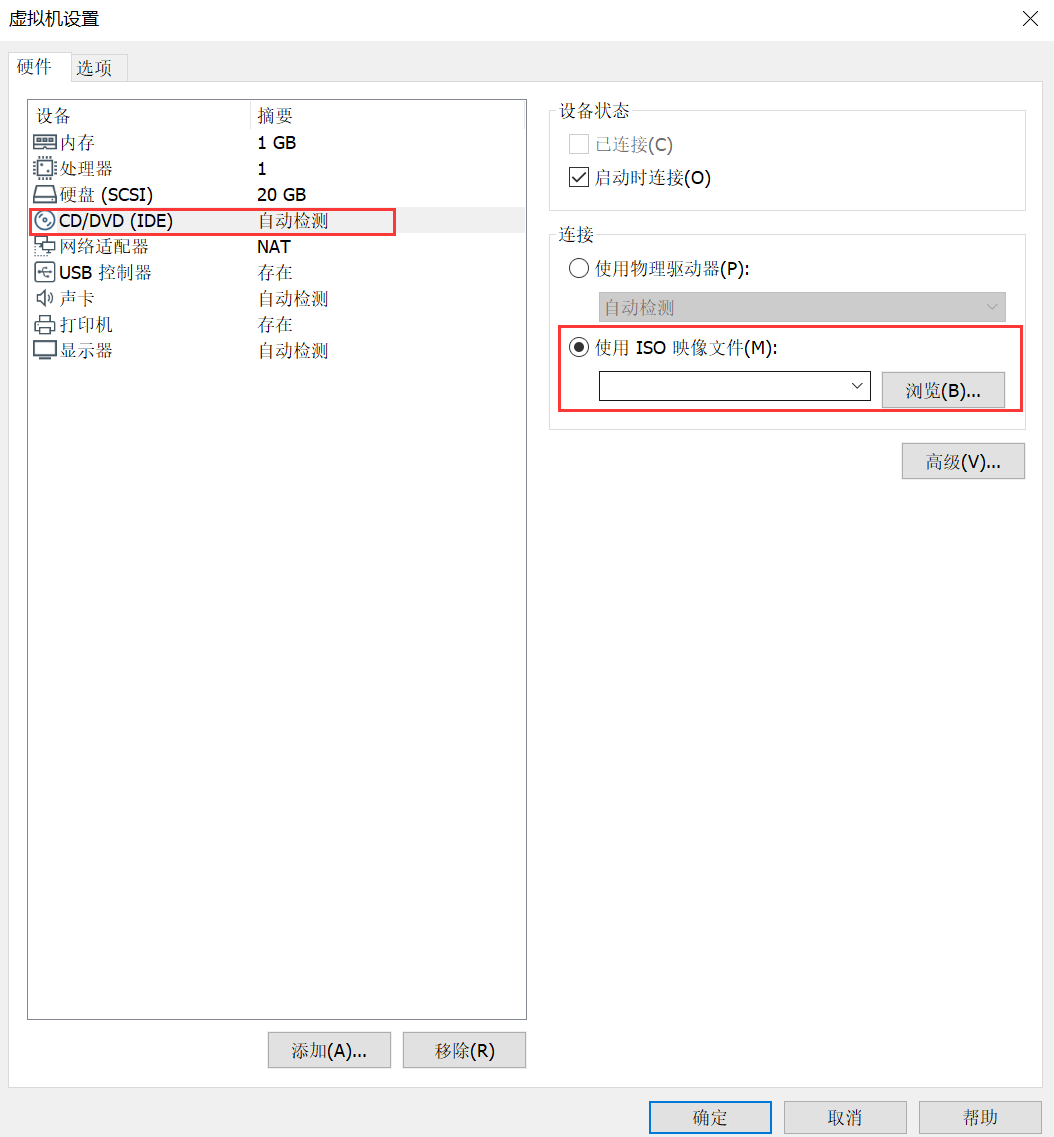 虚拟机设置
硬件 选项
设备 摘要
内存 1 GB
处理器 1
硬盘 (SCSI) 20 GB
CD/DVD (IDE) 自动检测
网络适配器 NAT
USB 控制器 存在
声卡 自动检测
打印机 存在
显示器 自动检测
添加(A)... 移除(R)
设备状态
已连接(C)
启动时连接(O)
连接
使用物理驱动器(P):
自动检测
使用 ISO 映像文件(M):
浏览(B)...
高级(V)...
确定 取消 帮助